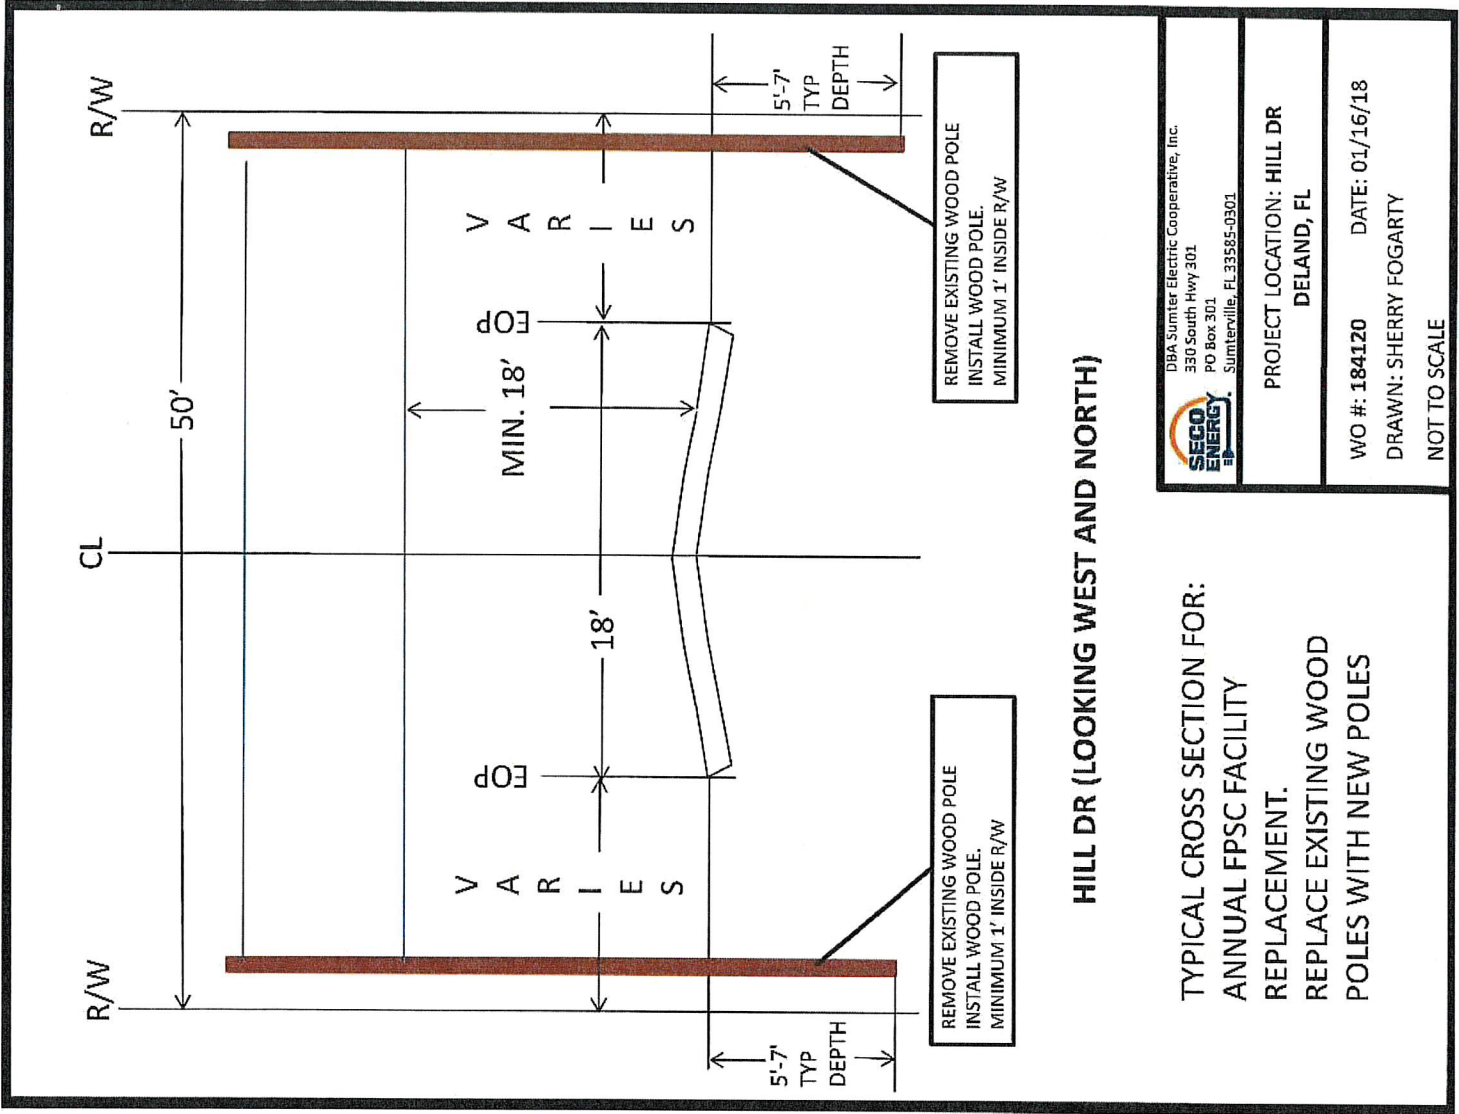 R/W
CL
R/W
50'
V
A
R
I
E
S
EOP
18'
MIN. 18'
EOP
V
A
R
I
E
S
5'-7'
TYP
DEPTH
5'-7'
TYP
DEPTH
REMOVE EXISTING WOOD POLE
INSTALL WOOD POLE.
MINIMUM 1' INSIDE R/W
REMOVE EXISTING WOOD POLE
INSTALL WOOD POLE.
MINIMUM 1' INSIDE R/W
HILL DR (LOOKING WEST AND NORTH)
TYPICAL CROSS SECTION FOR:
ANNUAL FPSC FACILITY
REPLACEMENT.
REPLACE EXISTING WOOD
POLES WITH NEW POLES
SECO
ENERGY.
DBA Sumter Electric Cooperative, Inc.
330 South Hwy 301
PO Box 301
Sumterville, FL 33585-0301
PROJECT LOCATION: HILL DR
DELAND, FL
WO #: 184120 DATE: 01/16/18
DRAWN: SHERRY FOGARTY
NOT TO SCALE